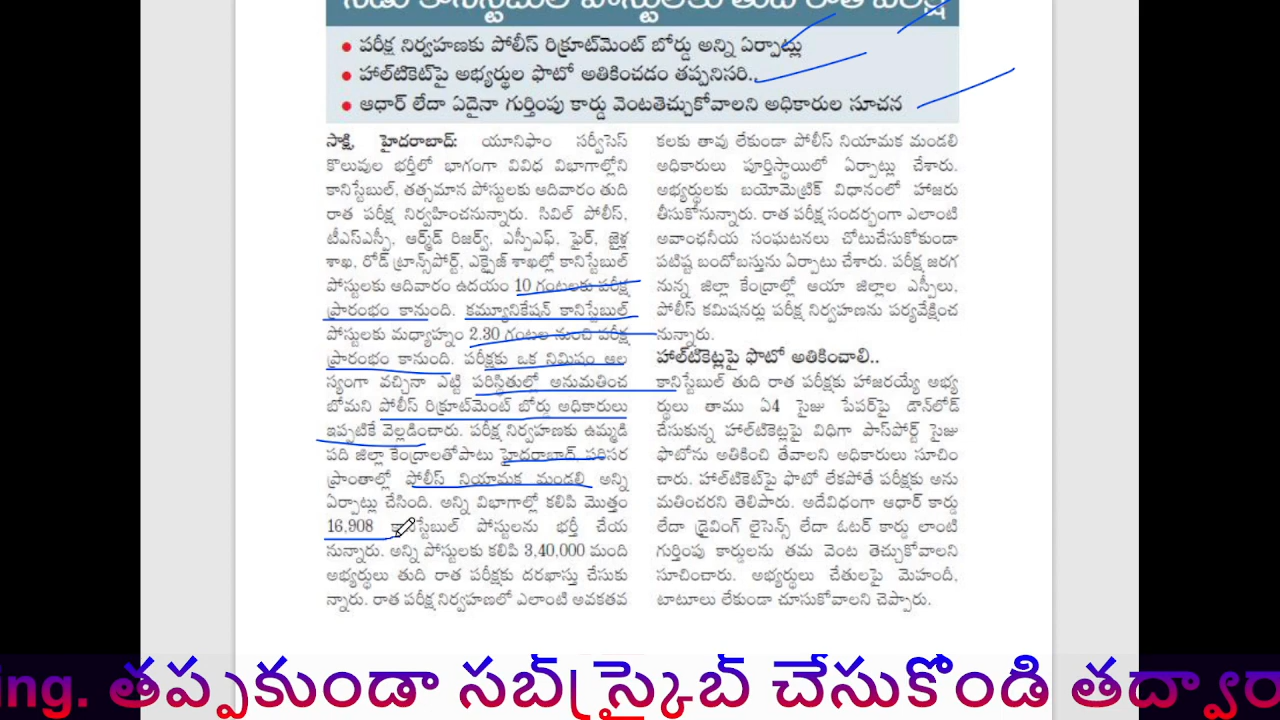 నేడు కానిస్టేబుల్ పోస్టులకు తుది రాత పరీక్ష
• పరీక్ష నిర్వహణకు పోలీస్ రిక్రూట్‌మెంట్ బోర్డు అన్ని ఏర్పాట్లు
• హాల్‌టికెట్‌పై అభ్యర్థుల ఫొటో అతికించడం తప్పనిసరి..
• ఆధార్ లేదా ఏదైనా గుర్తింపు కార్డు వెంటతెచ్చుకోవాలని అధికారుల సూచన
సాక్షి, హైదరాబాద్: యూనిఫాం సర్వీసెస్
కొలువుల భర్తీలో భాగంగా వివిధ విభాగాల్లోని
కానిస్టేబుల్, తత్సమాన పోస్టులకు ఆదివారం తుది
రాత పరీక్ష నిర్వహించనున్నారు. సివిల్ పోలీస్,
టీఎస్ఎస్పీ, ఆర్మ్‌డ్ రిజర్వ్, ఎస్పీఎఫ్, ఫైర్, జైళ్ల
శాఖ, రోడ్ ట్రాన్స్‌పోర్ట్, ఎక్సైజ్ శాఖల్లో కానిస్టేబుల్
పోస్టులకు ఆదివారం ఉదయం 10 గంటలకు పరీక్ష
ప్రారంభం కానుంది. కమ్యూనికేషన్ కానిస్టేబుల్
పోస్టులకు మధ్యాహ్నం 2.30 గంటల నుంచి పరీక్ష
ప్రారంభం కానుంది. పరీక్షకు ఒక నిమిషం ఆల
స్యంగా వచ్చినా ఎట్టి పరిస్థితుల్లో అనుమతించ
బోమని పోలీస్ రిక్రూట్‌మెంట్ బోర్డు అధికారులు
ఇప్పటికే వెల్లడించారు. పరీక్ష నిర్వహణకు ఉమ్మడి
పది జిల్లా కేంద్రాలతోపాటు హైదరాబాద్ పరిసర
ప్రాంతాల్లో పోలీస్ నియామక మండలి అన్ని
ఏర్పాట్లు చేసింది. అన్ని విభాగాల్లో కలిపి మొత్తం
16,908 కానిస్టేబుల్ పోస్టులను భర్తీ చేయ
నున్నారు. అన్ని పోస్టులకు కలిపి 3,40,000 మంది
అభ్యర్థులు తుది రాత పరీక్షకు దరఖాస్తు చేసుకు
న్నారు. రాత పరీక్ష నిర్వహణలో ఎలాంటి అవకతవ
కలకు తావు లేకుండా పోలీస్ నియామక మండలి
అధికారులు పూర్తిస్థాయిలో ఏర్పాట్లు చేశారు.
అభ్యర్థులకు బయోమెట్రిక్ విధానంలో హాజరు
తీసుకోనున్నారు. రాత పరీక్ష సందర్భంగా ఎలాంటి
అవాంఛనీయ సంఘటనలు చోటుచేసుకోకుండా
పటిష్ట బందోబస్తును ఏర్పాటు చేశారు. పరీక్ష జరగ
నున్న జిల్లా కేంద్రాల్లో ఆయా జిల్లాల ఎస్పీలు,
పోలీస్ కమిషనర్లు పరీక్ష నిర్వహణను పర్యవేక్షించ
నున్నారు.
హాల్‌టికెట్లపై ఫొటో అతికించాలి..
కానిస్టేబుల్ తుది రాత పరీక్షకు హాజరయ్యే అభ్య
ర్థులు తాము ఏ4 సైజు పేపర్‌పై డౌన్‌లోడ్
చేసుకున్న హాల్‌టికెట్లపై విధిగా పాస్‌పోర్ట్ సైజు
ఫొటోను అతికించి తేవాలని అధికారులు సూచిం
చారు. హాల్‌టికెట్‌పై ఫొటో లేకపోతే పరీక్షకు అను
మతించరని తెలిపారు. అదేవిధంగా ఆధార్ కార్డు
లేదా డ్రైవింగ్ లైసెన్స్ లేదా ఓటర్ కార్డు లాంటి
గుర్తింపు కార్డులను తమ వెంట తెచ్చుకోవాలని
సూచించారు. అభ్యర్థులు చేతులపై మెహందీ,
టాటూలు లేకుండా చూసుకోవాలని చెప్పారు.
ing. తప్పకుండా సబ్‌స్క్రైబ్ చేసుకోండి తద్వార